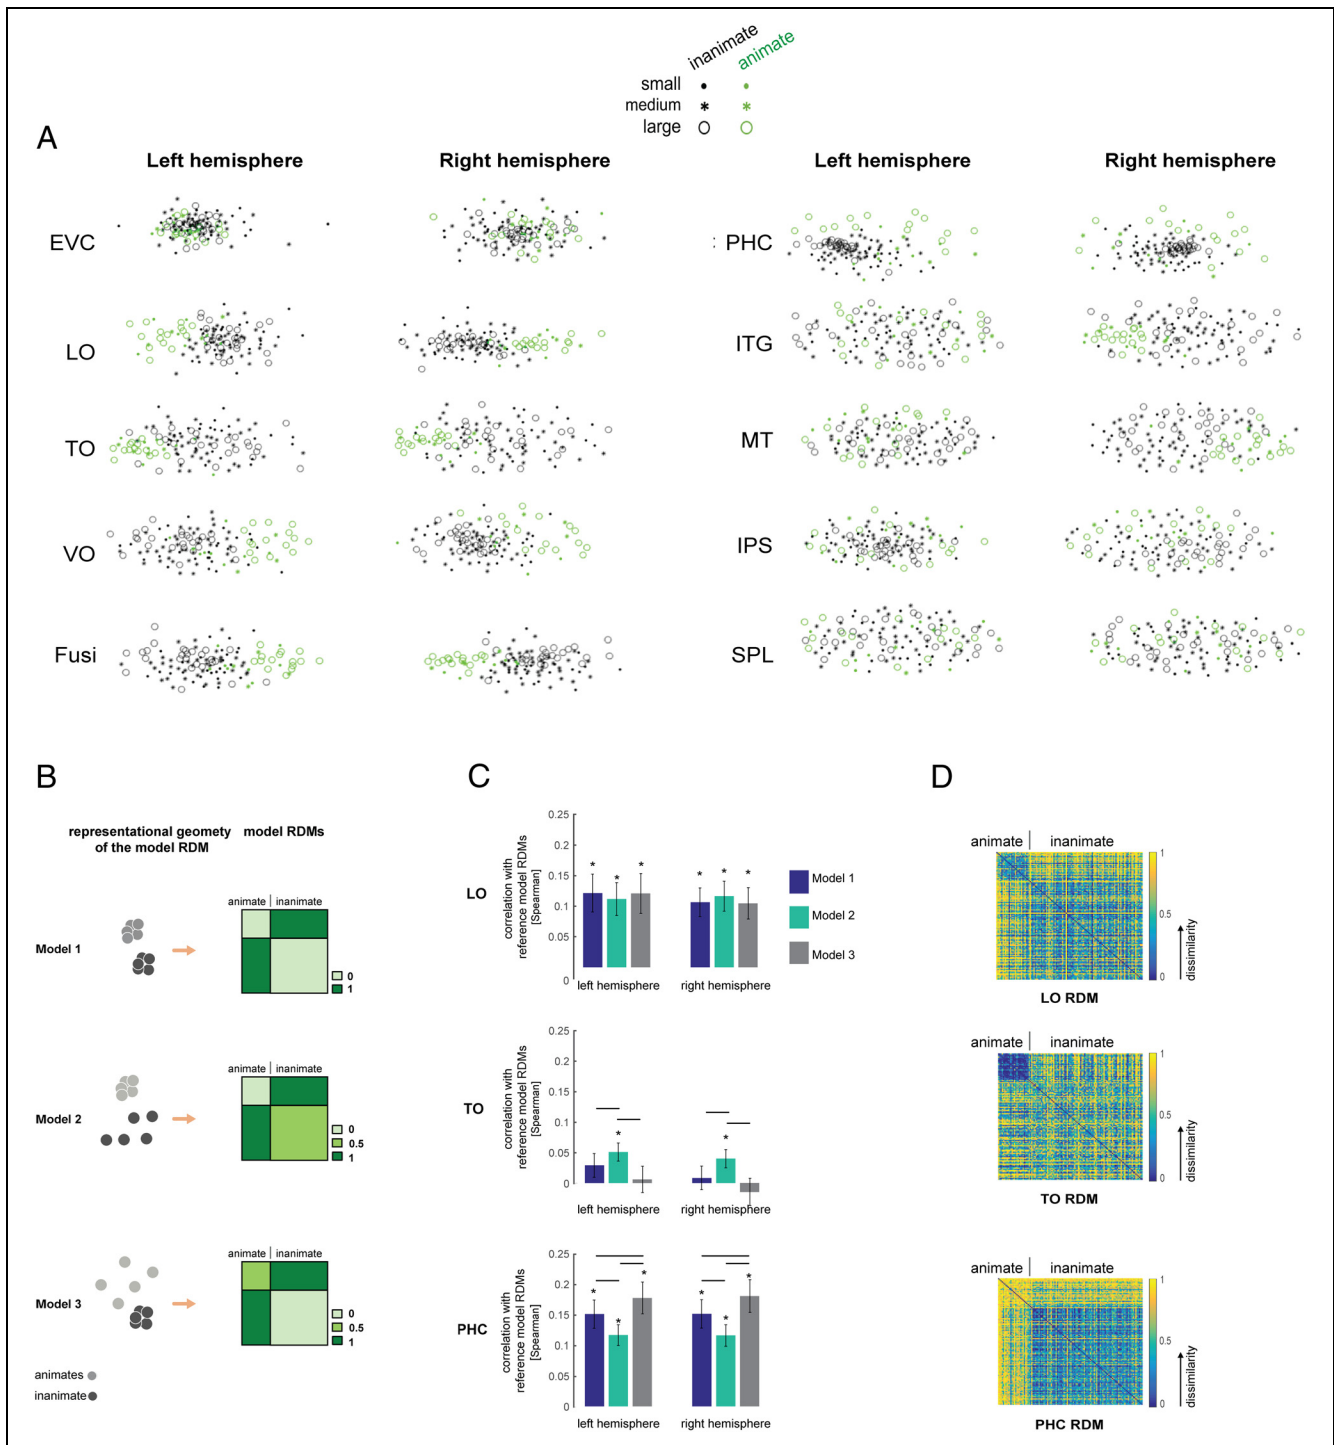 inanimate animate
small
medium
large
A
Left hemisphere Right hemisphere Left hemisphere Right hemisphere
EVC : PHC
LO ITG
TO MT
VO IPS
Fusi SPL
B C D
representational geomety
of the model RDM
model RDMs
animate inanimate
Model 1
0
1
animate inanimate
Model 2
0
0.5
1
animate inanimate
Model 3
0
0.5
1
animates
inanimate
LO
correlation with
reference model RDMs
[Spearman]
0.25
0.2
0.15
0.1
0.05
0
* * * * * *
left hemisphere right hemisphere
Model 1
Model 2
Model 3
TO
correlation with
reference model RDMs
[Spearman]
0.25
0.2
0.15
0.1
0.05
0
* *
left hemisphere right hemisphere
PHC
correlation with
reference model RDMs
[Spearman]
0.25
0.2
0.15
0.1
0.05
0
* * * * * *
left hemisphere right hemisphere
animate inanimate
1
0.5
0
dissimilarity
LO RDM
animate inanimate
1
0.5
0
dissimilarity
TO RDM
animate inanimate
1
0.5
0
dissimilarity
PHC RDM